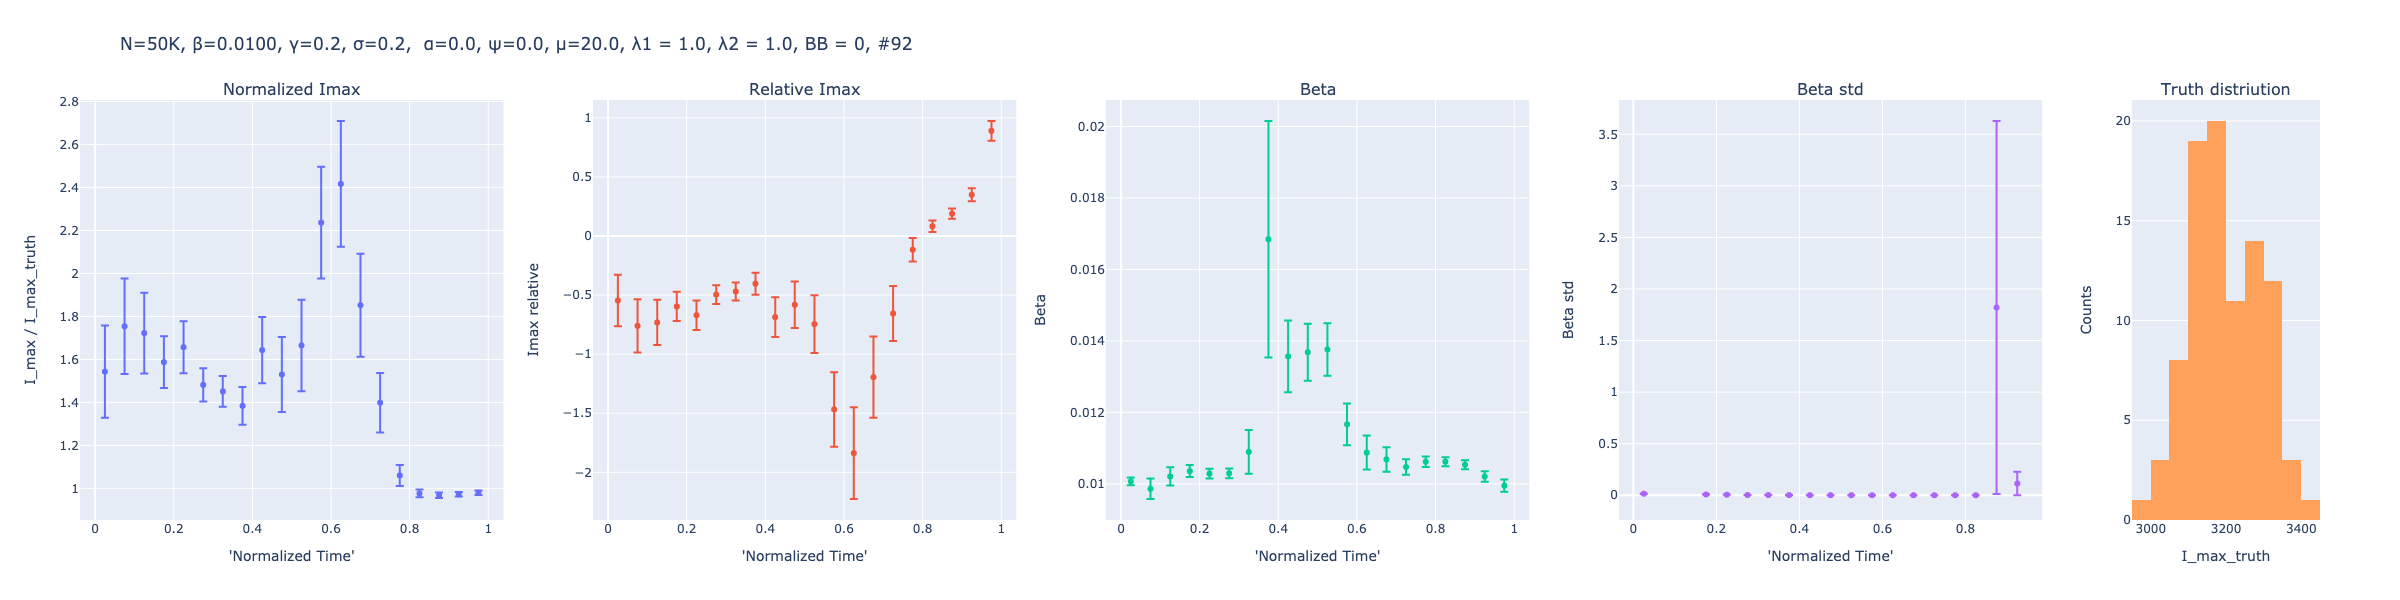 N=50K, β=0.0100, γ=0.2, σ=0.2, α=0.0, ψ=0.0, μ=20.0, λ1 = 1.0, λ2 = 1.0, BB = 0, #92
Normalized Imax
I_max / I_max_truth
2.8
2.6
2.4
2.2
2
1.8
1.6
1.4
1.2
1
0 0.2 0.4 0.6 0.8 1
'Normalized Time'
Relative Imax
Imax relative
1
0.5
0
−0.5
−1
−1.5
−2
0 0.2 0.4 0.6 0.8 1
'Normalized Time'
Beta
Beta
0.02
0.018
0.016
0.014
0.012
0.01
0 0.2 0.4 0.6 0.8 1
'Normalized Time'
Beta std
Beta std
3.5
3
2.5
2
1.5
1
0.5
0
0 0.2 0.4 0.6 0.8
'Normalized Time'
Truth distriution
Counts
20
15
10
5
0
3000 3200 3400
I_max_truth